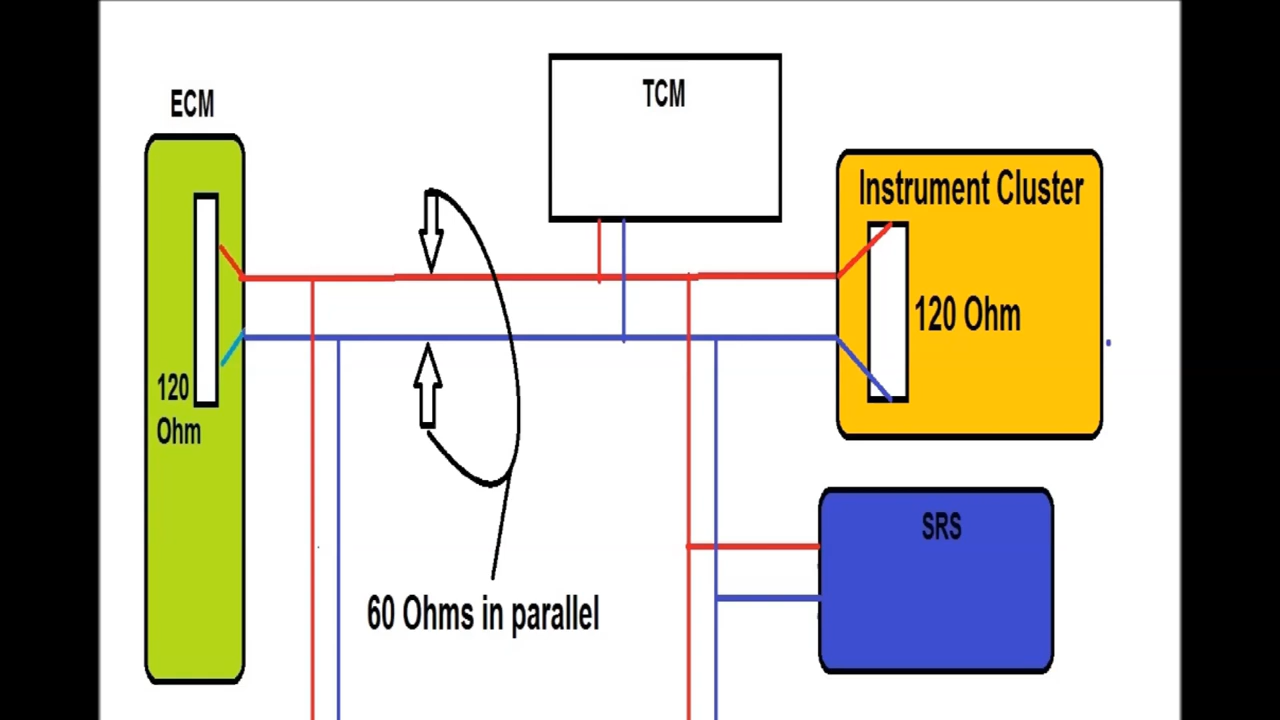 ECM
TCM
Instrument Cluster
120 Ohm
120
Ohm
SRS
60 Ohms in parallel